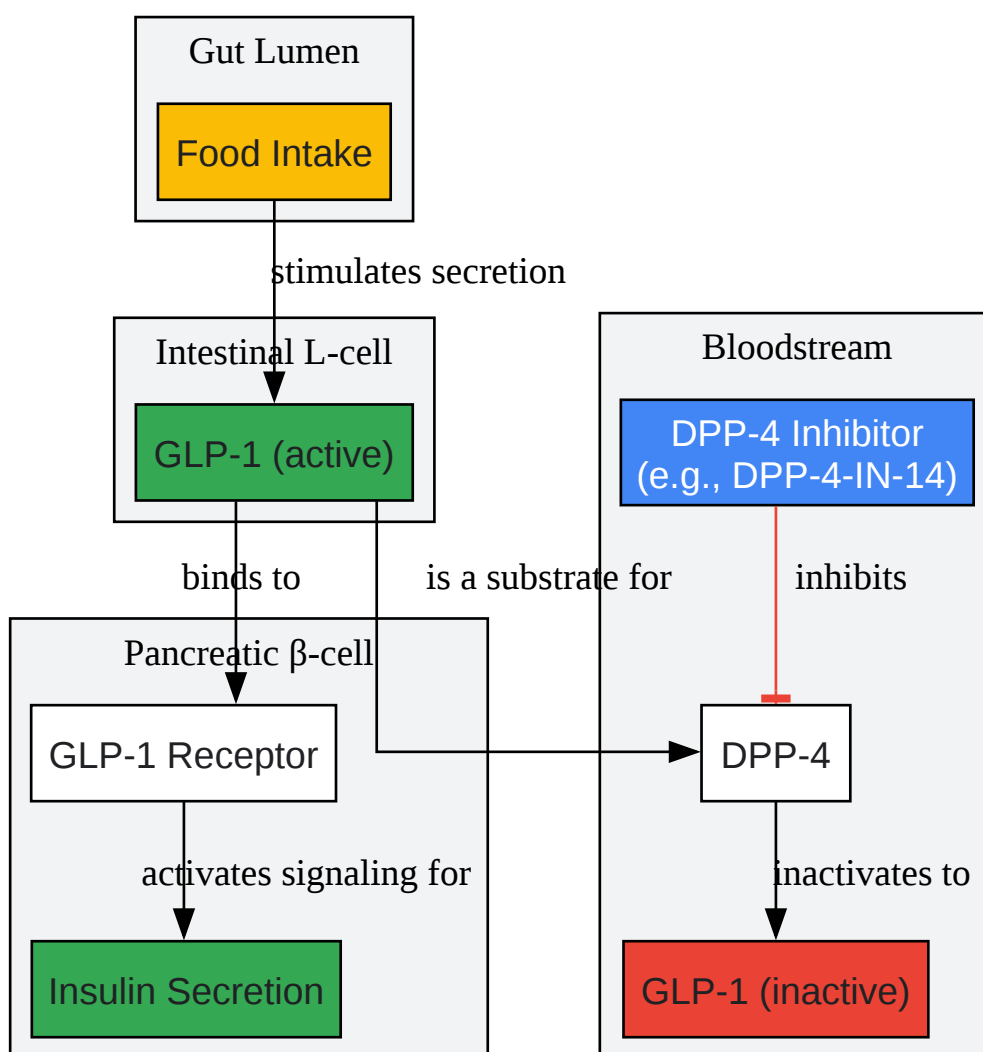 Gut Lumen
Food Intake
stimulates secretion
Intestinal L-cell
GLP-1 (active)
Bloodstream
DPP-4 Inhibitor
(e.g., DPP-4-IN-14)
binds to
is a substrate for
inhibits
Pancreatic β-cell
GLP-1 Receptor
DPP-4
activates signaling for
inactivates to
Insulin Secretion
GLP-1 (inactive)